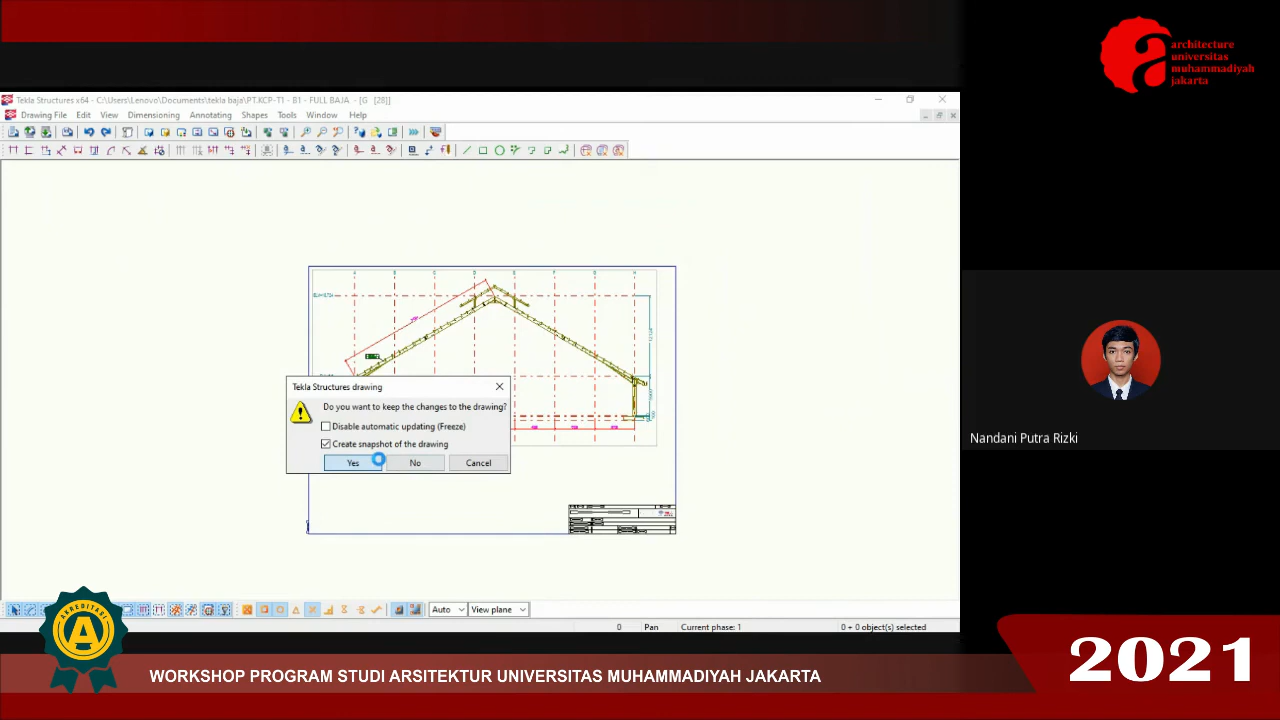 architecture
universitas
muhammadiyah
jakarta
Tekla Structures x64 - C:\Users\Lenovo\Documents\tekla baja\PT.KCP-T1 - B1 - FULL BAJA - [G [28]]
Drawing File Edit View Dimensioning Annotating Shapes Tools Window Help
Tekla Structures drawing
Do you want to keep the changes to the drawing?
Disable automatic updating (Freeze)
Create snapshot of the drawing
Yes No Cancel
Nandani Putra Rizki
Auto View plane
0 Pan Current phase: 1 0 + 0 object(s) selected
AKREDITASI
A
WORKSHOP PROGRAM STUDI ARSITEKTUR UNIVERSITAS MUHAMMADIYAH JAKARTA
2021